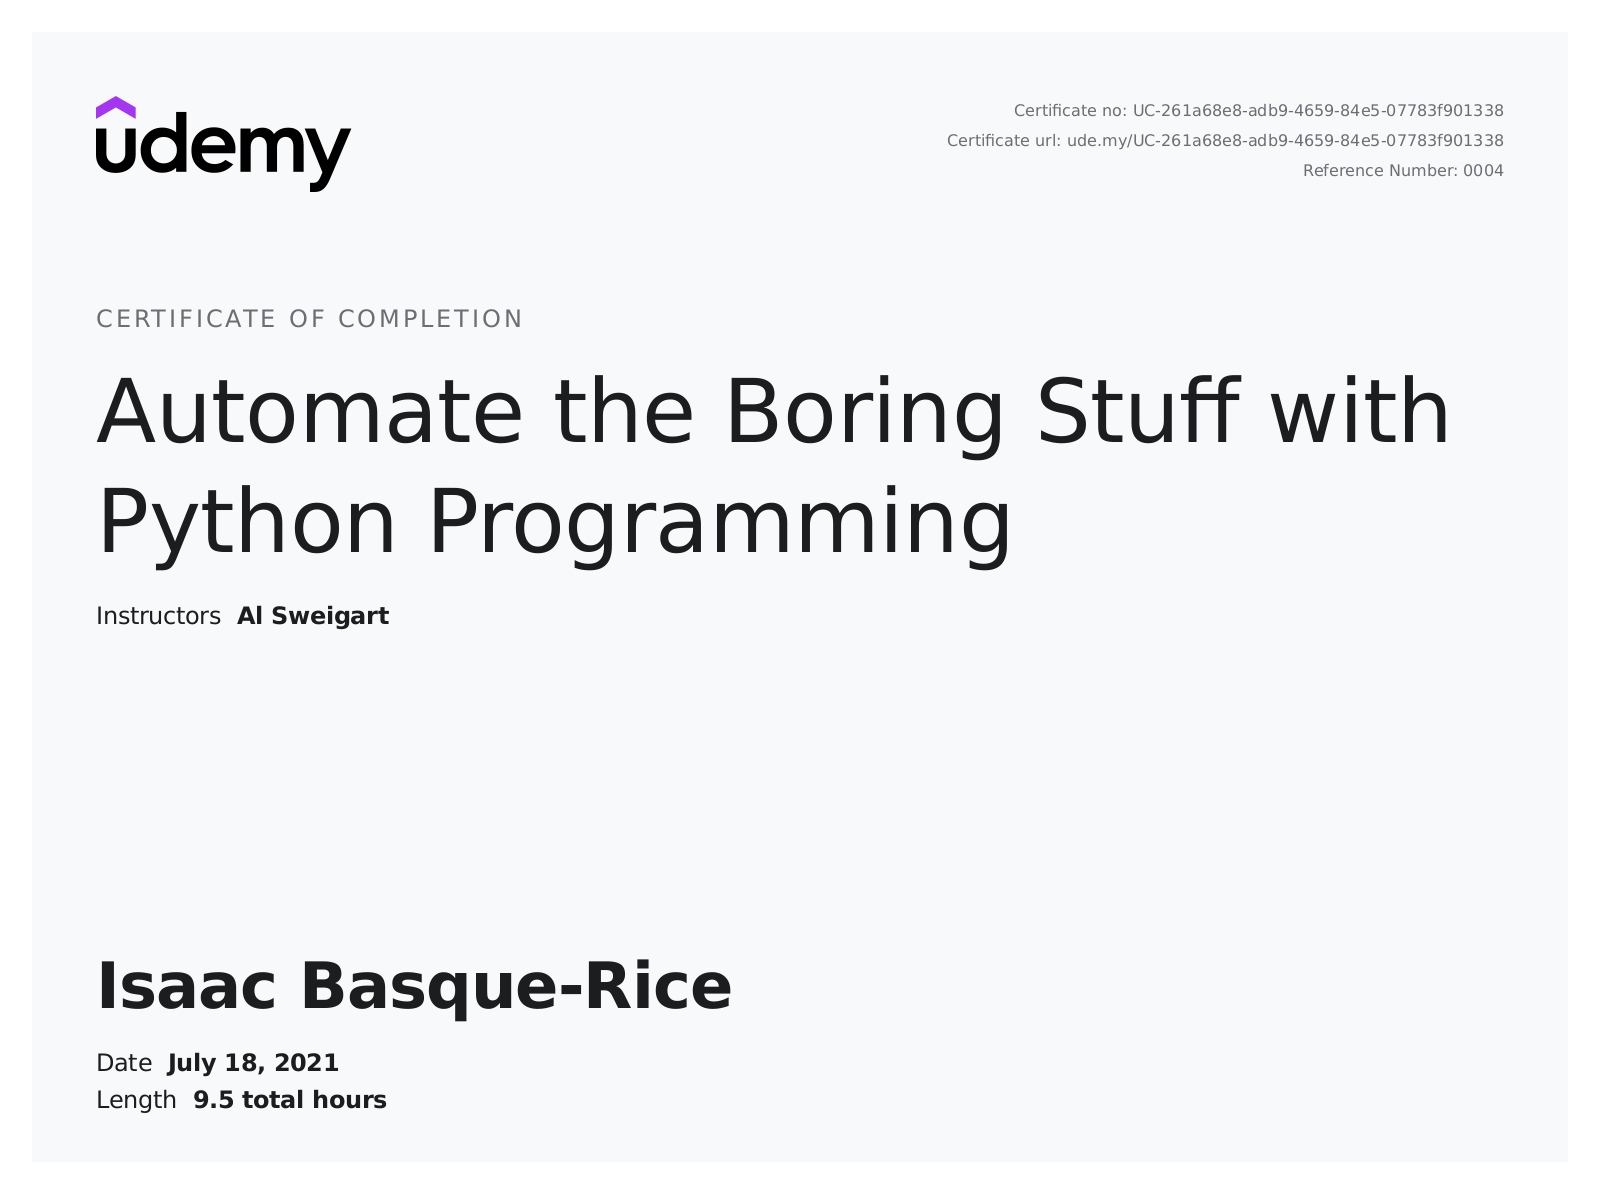 udemy
Certificate no: UC-261a68e8-adb9-4659-84e5-07783f901338
Certificate url: ude.my/UC-261a68e8-adb9-4659-84e5-07783f901338
Reference Number: 0004
CERTIFICATE OF COMPLETION
Automate the Boring Stuff with
Python Programming
Instructors Al Sweigart
Isaac Basque-Rice
Date July 18, 2021
Length 9.5 total hours